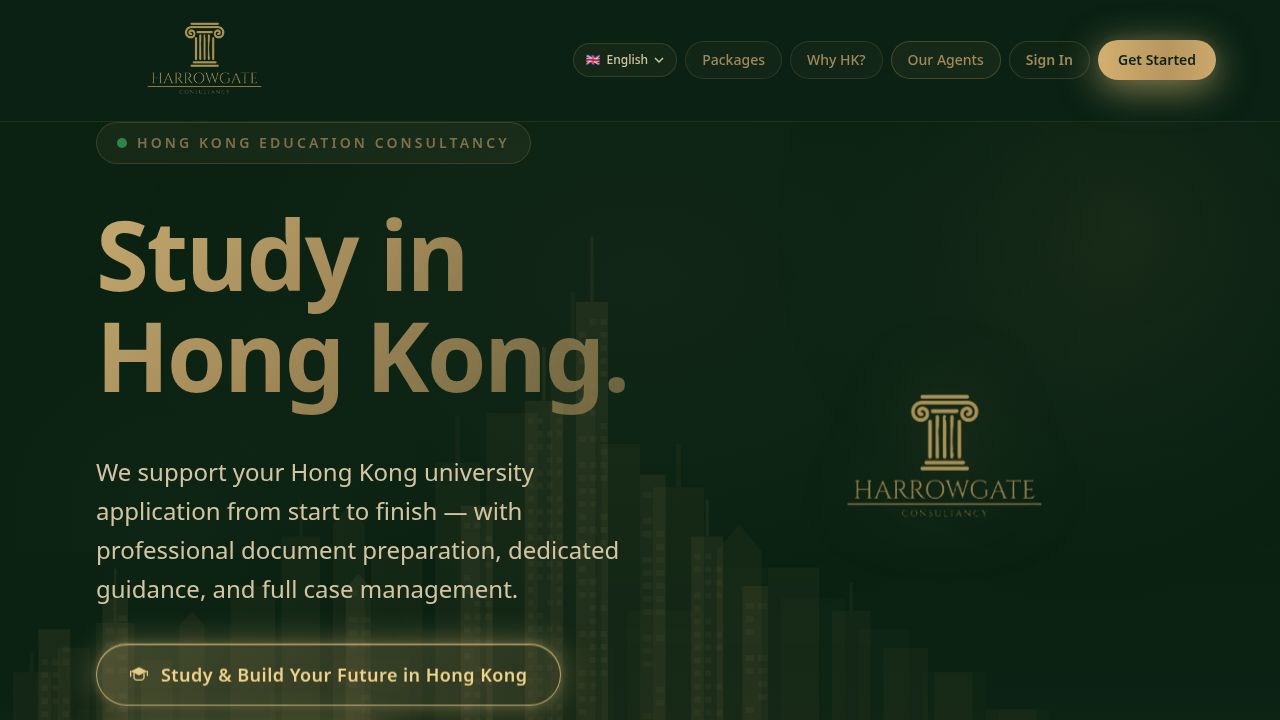 HARROWGATE
CONSULTANCY
English
Packages
Why HK?
Our Agents
Sign In
Get Started
HONG KONG EDUCATION CONSULTANCY
Study in
Hong Kong.
We support your Hong Kong university
application from start to finish — with
professional document preparation, dedicated
guidance, and full case management.
HARROWGATE
CONSULTANCY
Study & Build Your Future in Hong Kong